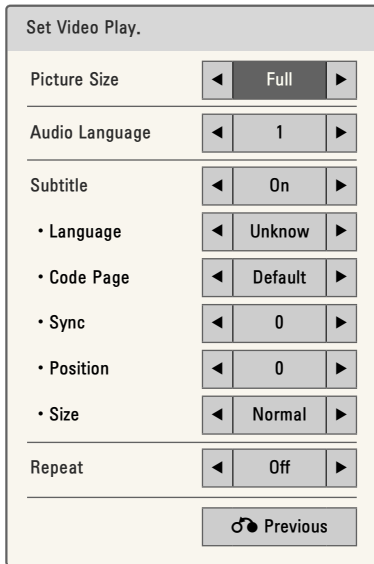 Set Video Play.
Picture Size ◄ Full ►
Audio Language ◄ 1 ►
Subtitle ◄ On ►
• Language ◄ Unknow ►
• Code Page ◄ Default ►
• Sync ◄ 0 ►
• Position ◄ 0 ►
• Size ◄ Normal ►
Repeat ◄ Off ►
Previous